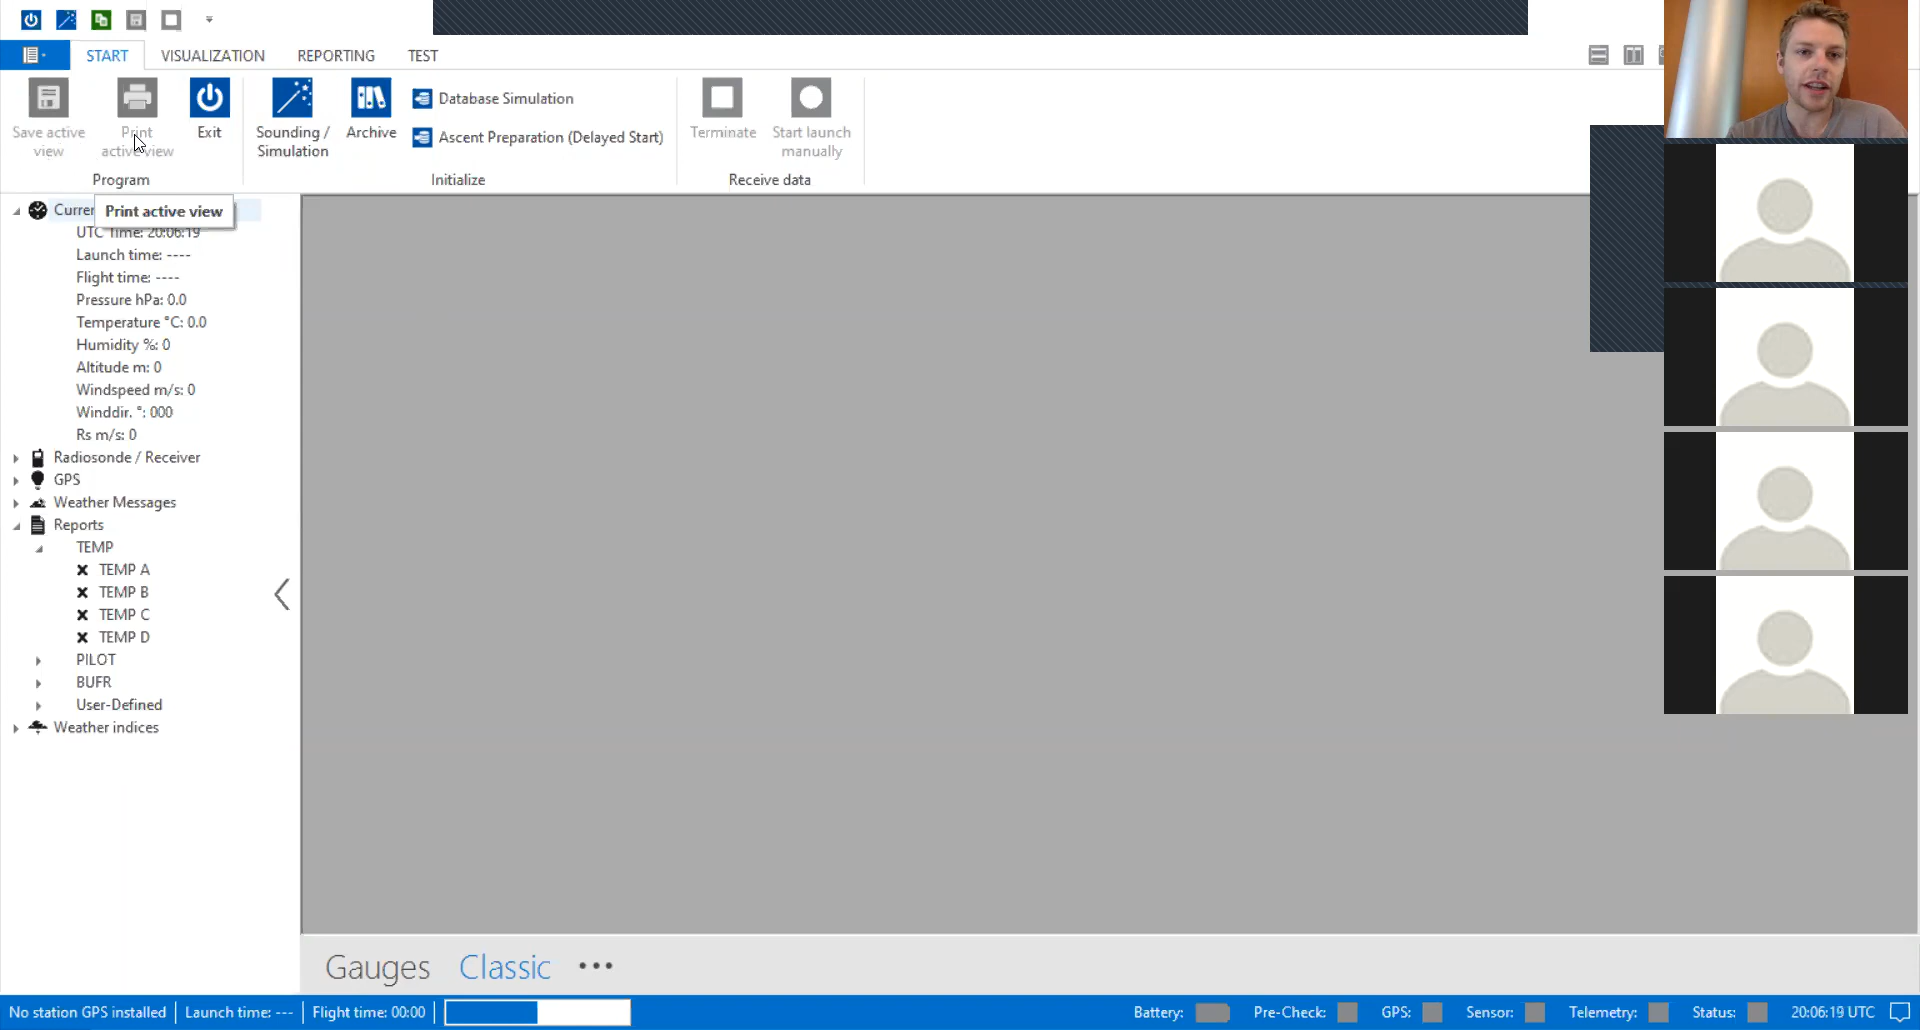 START VISUALIZATION REPORTING TEST
Save active view
Print active view
Exit
Sounding / Simulation
Archive
Database Simulation
Ascent Preparation (Delayed Start)
Terminate
Start launch manually
Program
Initialize
Receive data
Print active view
UTC Time: 20:06:19
Launch time: ----
Flight time: ----
Pressure hPa: 0.0
Temperature °C: 0.0
Humidity %: 0
Altitude m: 0
Windspeed m/s: 0
Winddir. °: 000
Rs m/s: 0
Radiosonde / Receiver
GPS
Weather Messages
Reports
TEMP
TEMP A
TEMP B
TEMP C
TEMP D
PILOT
BUFR
User-Defined
Weather indices
Gauges Classic •••
No station GPS installed Launch time: --- Flight time: 00:00 Battery: Pre-Check: GPS: Sensor: Telemetry: Status: 20:06:19 UTC